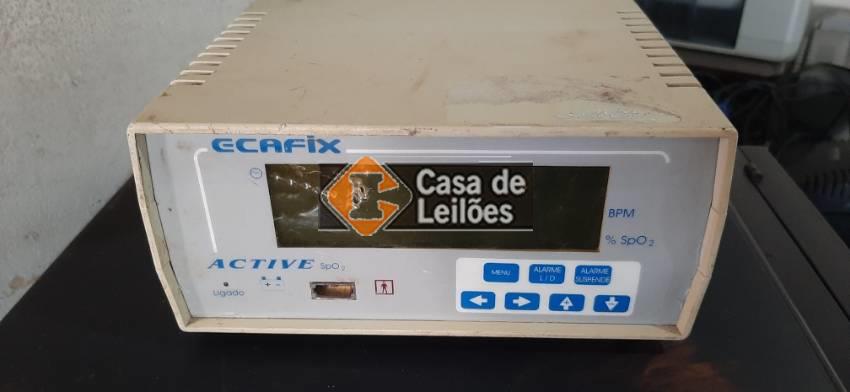 ECAFIX
Casa de
Leilões
BPM
% SpO₂
ACTIVE SpO₂
Ligado
MENU
ALARME
L / D
ALARME
SUSPENDE